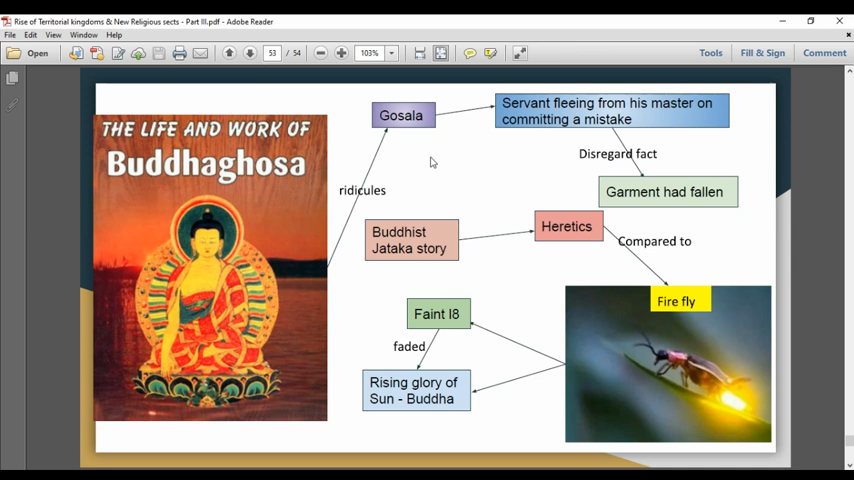 Rise of Territorial kingdoms & New Religious sects - Part III.pdf - Adobe Reader
File Edit View Window Help
Open
53 / 54
103%
Tools
Fill & Sign
Comment
THE LIFE AND WORK OF
Buddhaghosa
Gosala
Servant fleeing from his master on
committing a mistake
Disregard fact
ridicules
Garment had fallen
Buddhist
Jataka story
Heretics
Compared to
Fire fly
Faint l8
faded
Rising glory of
Sun - Buddha